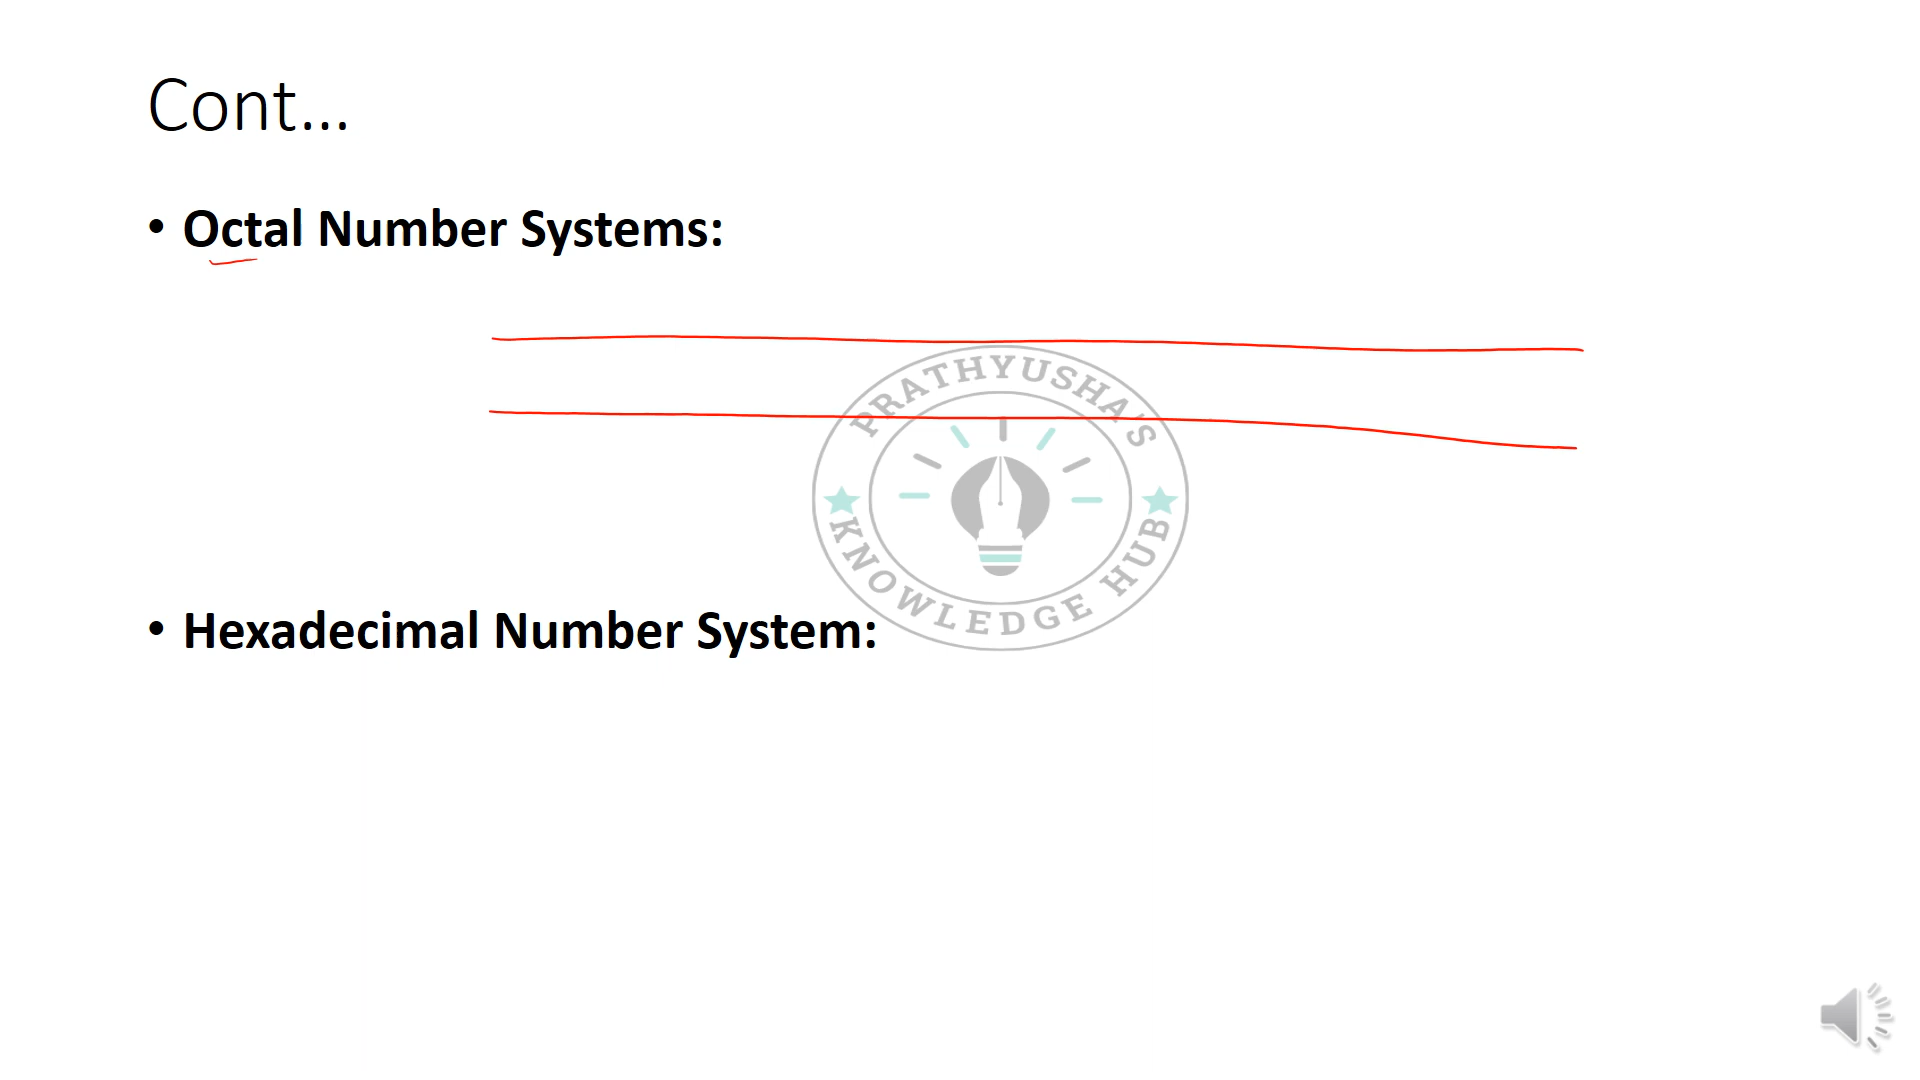 Cont...
• Octal Number Systems:
PRATHYUSHA'S
KNOWLEDGE HUB
• Hexadecimal Number System: